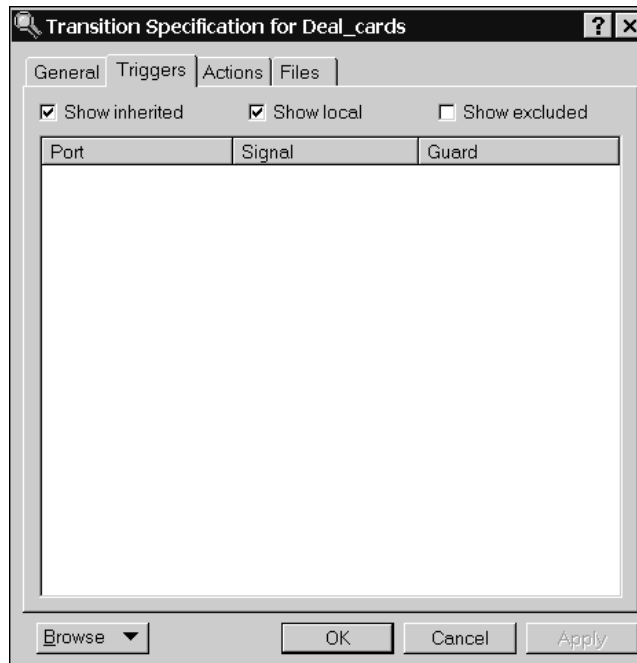 Transition Specification for Deal_cards
General Triggers Actions Files
Show inherited Show local Show excluded
Port Signal Guard
Browse OK Cancel Apply